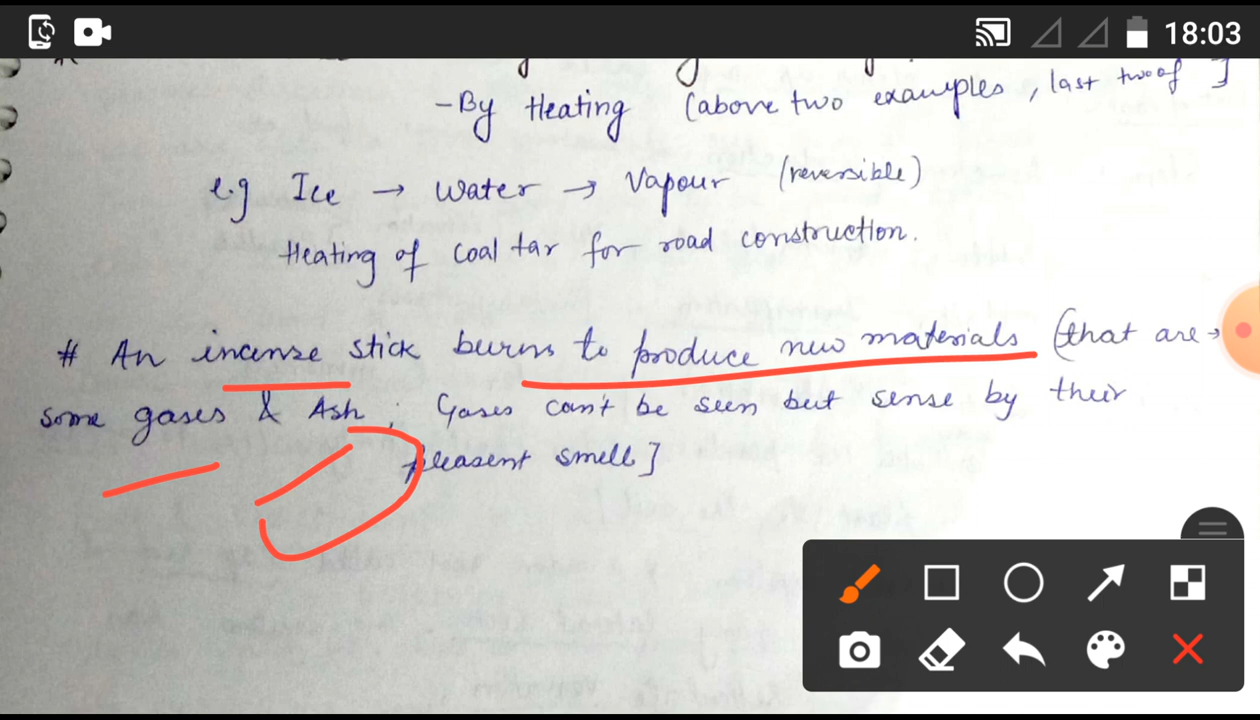 18:03
-By Heating (above two examples, last two of ]
e.g Ice → Water → Vapour (reversible)
Heating of coal tar for road construction.
# An incense stick burns to produce new materials (that are →
some gases & Ash. Gases can't be seen but sense by their
pleasent smell]